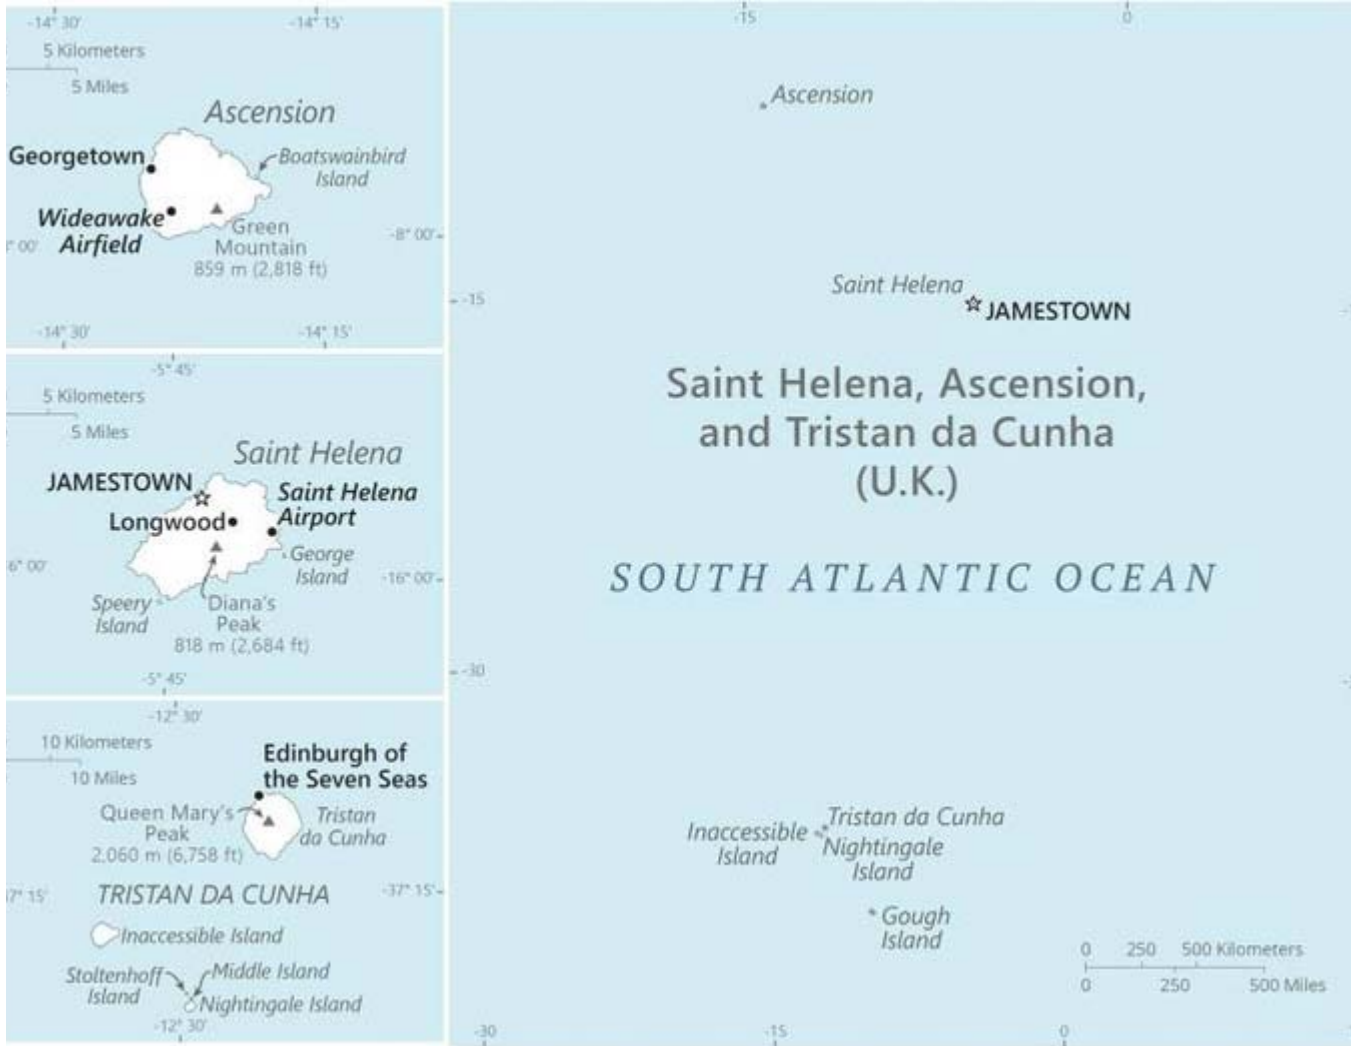 -14° 30'
-14° 15'
5 Kilometers
5 Miles
Ascension
Georgetown
Boatswainbird
Island
Wideawake
Airfield
Green
Mountain
859 m (2,818 ft)
° 00'
-8° 00'
-14° 30'
-14° 15'
-5° 45'
5 Kilometers
5 Miles
Saint Helena
JAMESTOWN
Saint Helena
Airport
Longwood
George
Island
6° 00'
-16° 00'
Speery
Island
Diana's
Peak
818 m (2,684 ft)
-5° 45'
-12° 30'
10 Kilometers
10 Miles
Edinburgh of
the Seven Seas
Queen Mary's
Peak
2,060 m (6,758 ft)
Tristan
da Cunha
TRISTAN DA CUNHA
7° 15'
-37° 15'
Inaccessible Island
Stoltenhoff
Island
Middle Island
Nightingale Island
-12° 30'
-15
0
Ascension
Saint Helena
JAMESTOWN
-15
Saint Helena, Ascension,
and Tristan da Cunha
(U.K.)
SOUTH ATLANTIC OCEAN
-30
Tristan da Cunha
Inaccessible
Island
Nightingale
Island
Gough
Island
0 250 500 Kilometers
0 250 500 Miles
-30
-15
0